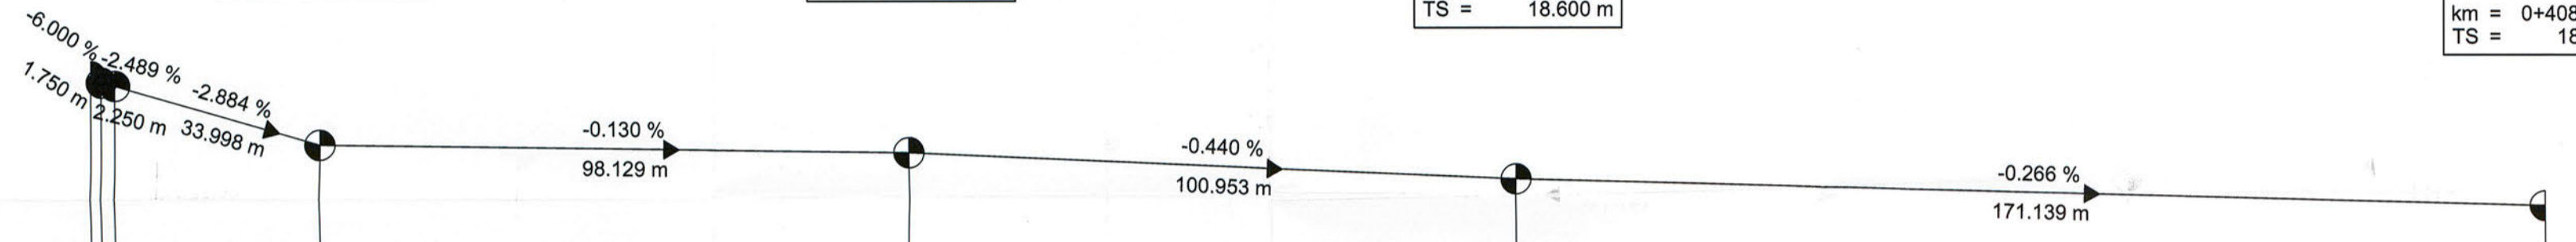 TS = 18.600 m
km = 0+408
TS = 18
-6.000 %
-2.489 %
-2.884 %
1.750 m
2.250 m
33.998 m
-0.130 %
98.129 m
-0.440 %
100.953 m
-0.266 %
171.139 m